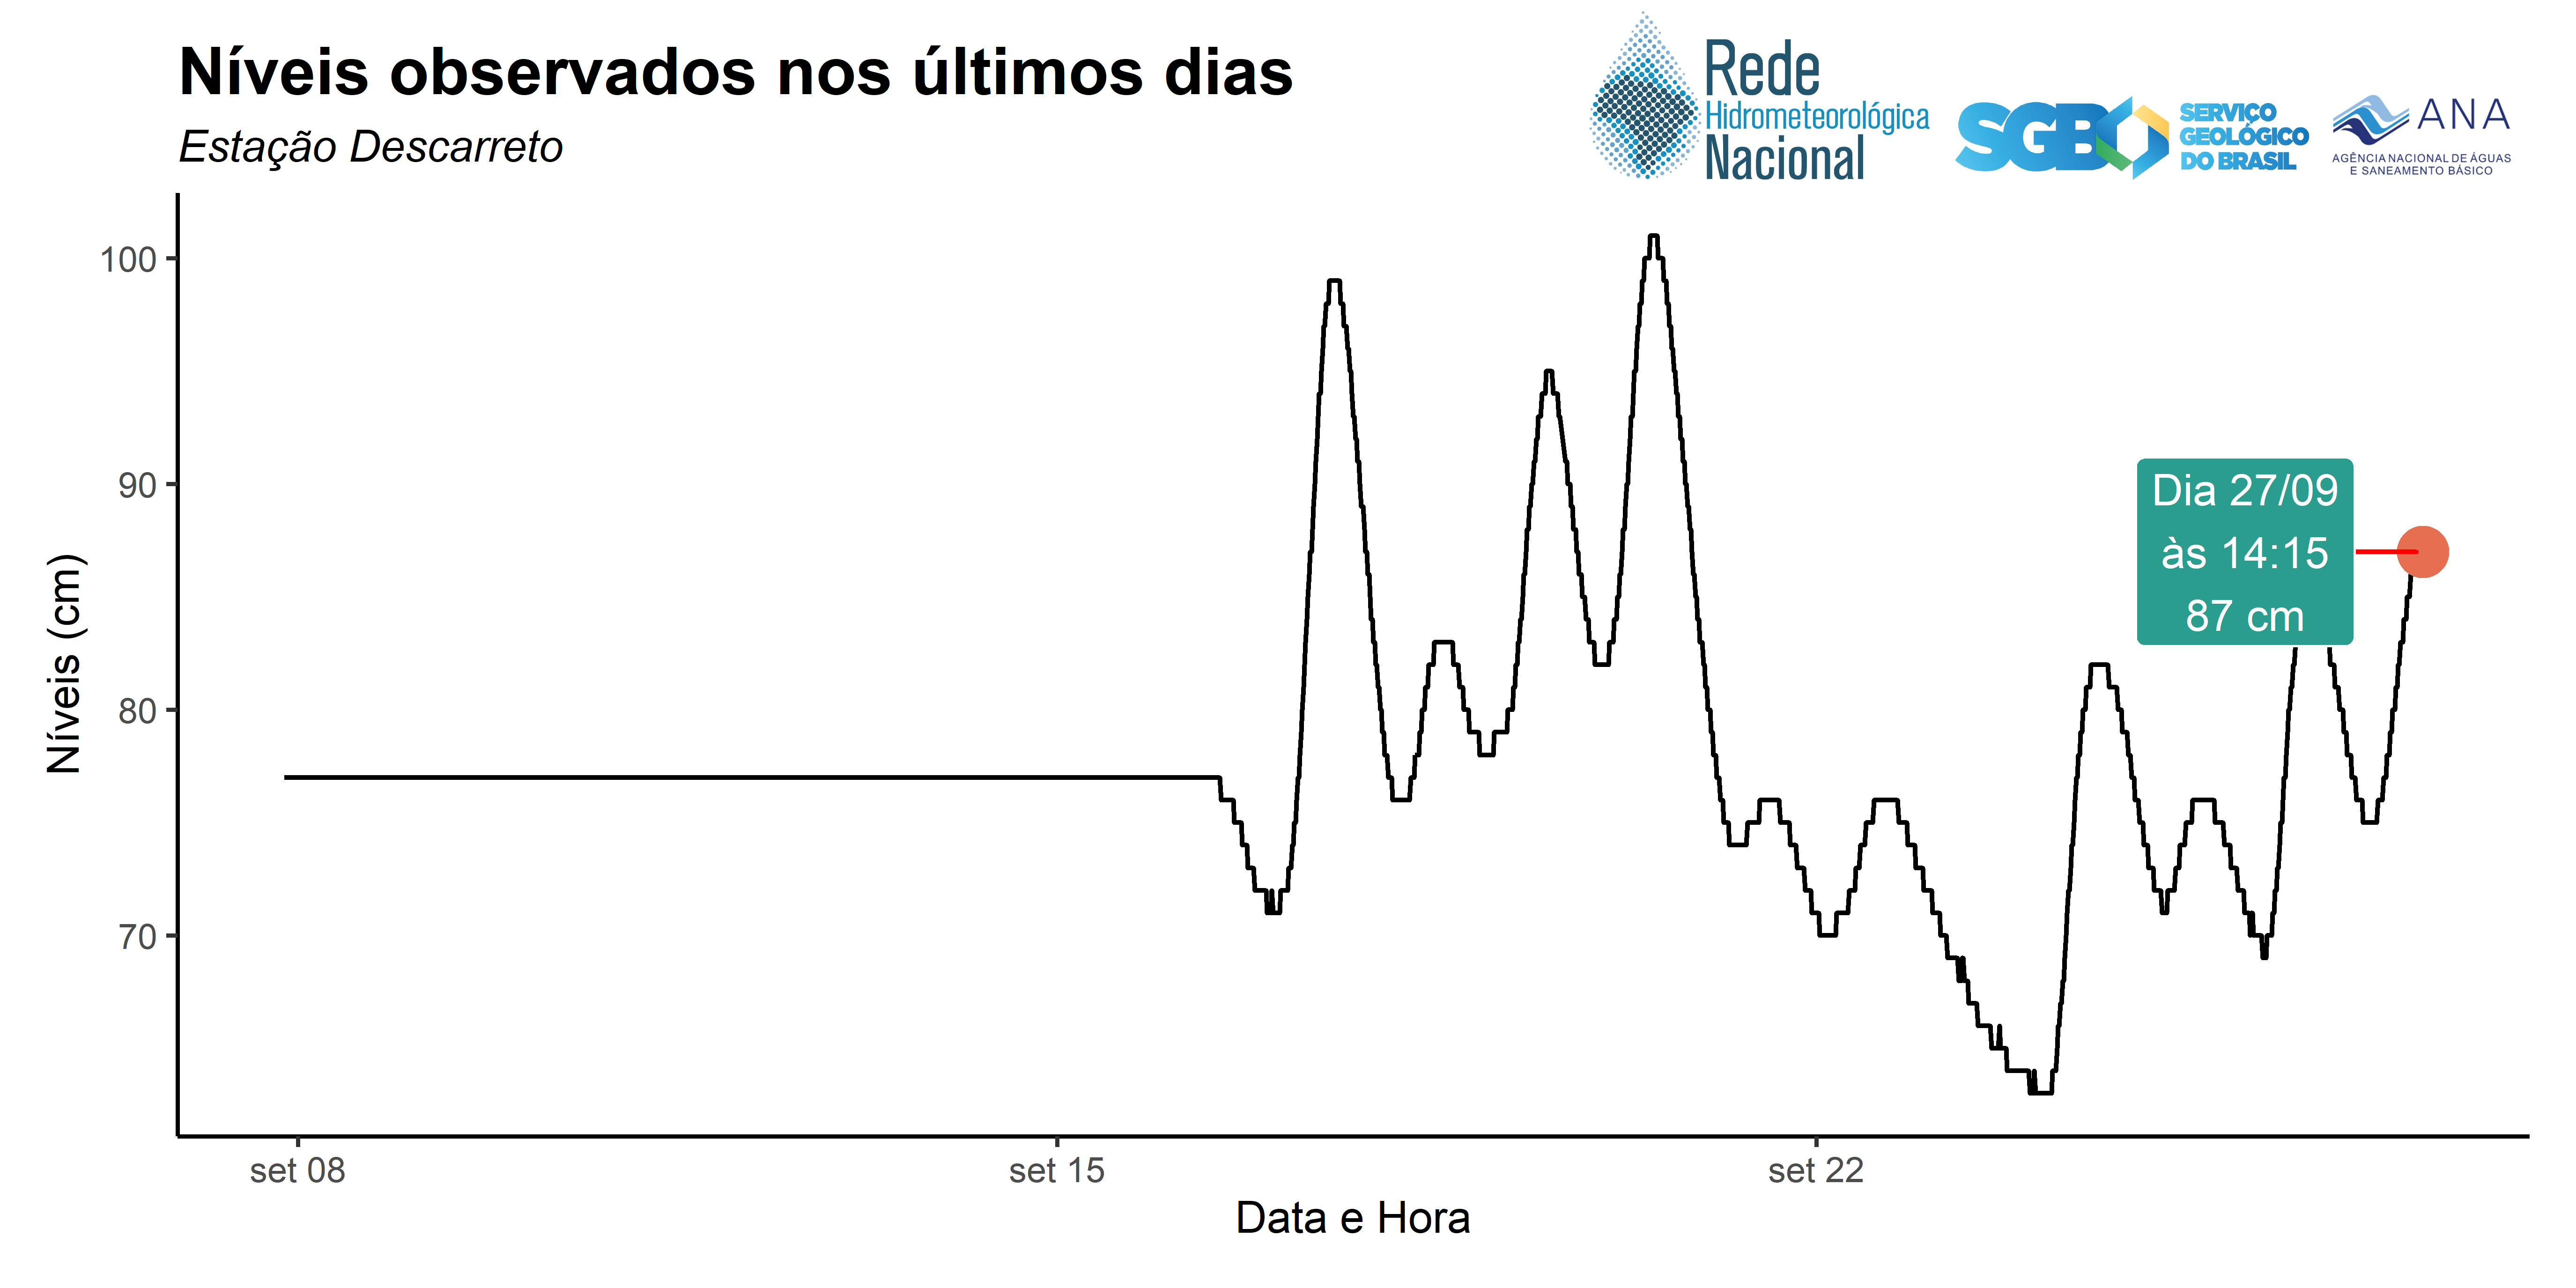 Níveis observados nos últimos dias
Estação Descarreto
Rede
Hidrometeorológica
Nacional
SGB
SERVIÇO
GEOLÓGICO
DO BRASIL
ANA
AGÊNCIA NACIONAL DE ÁGUAS
E SANEAMENTO BÁSICO
100
90
80
70
Níveis (cm)
Dia 27/09
às 14:15
87 cm
set 08
set 15
set 22
Data e Hora